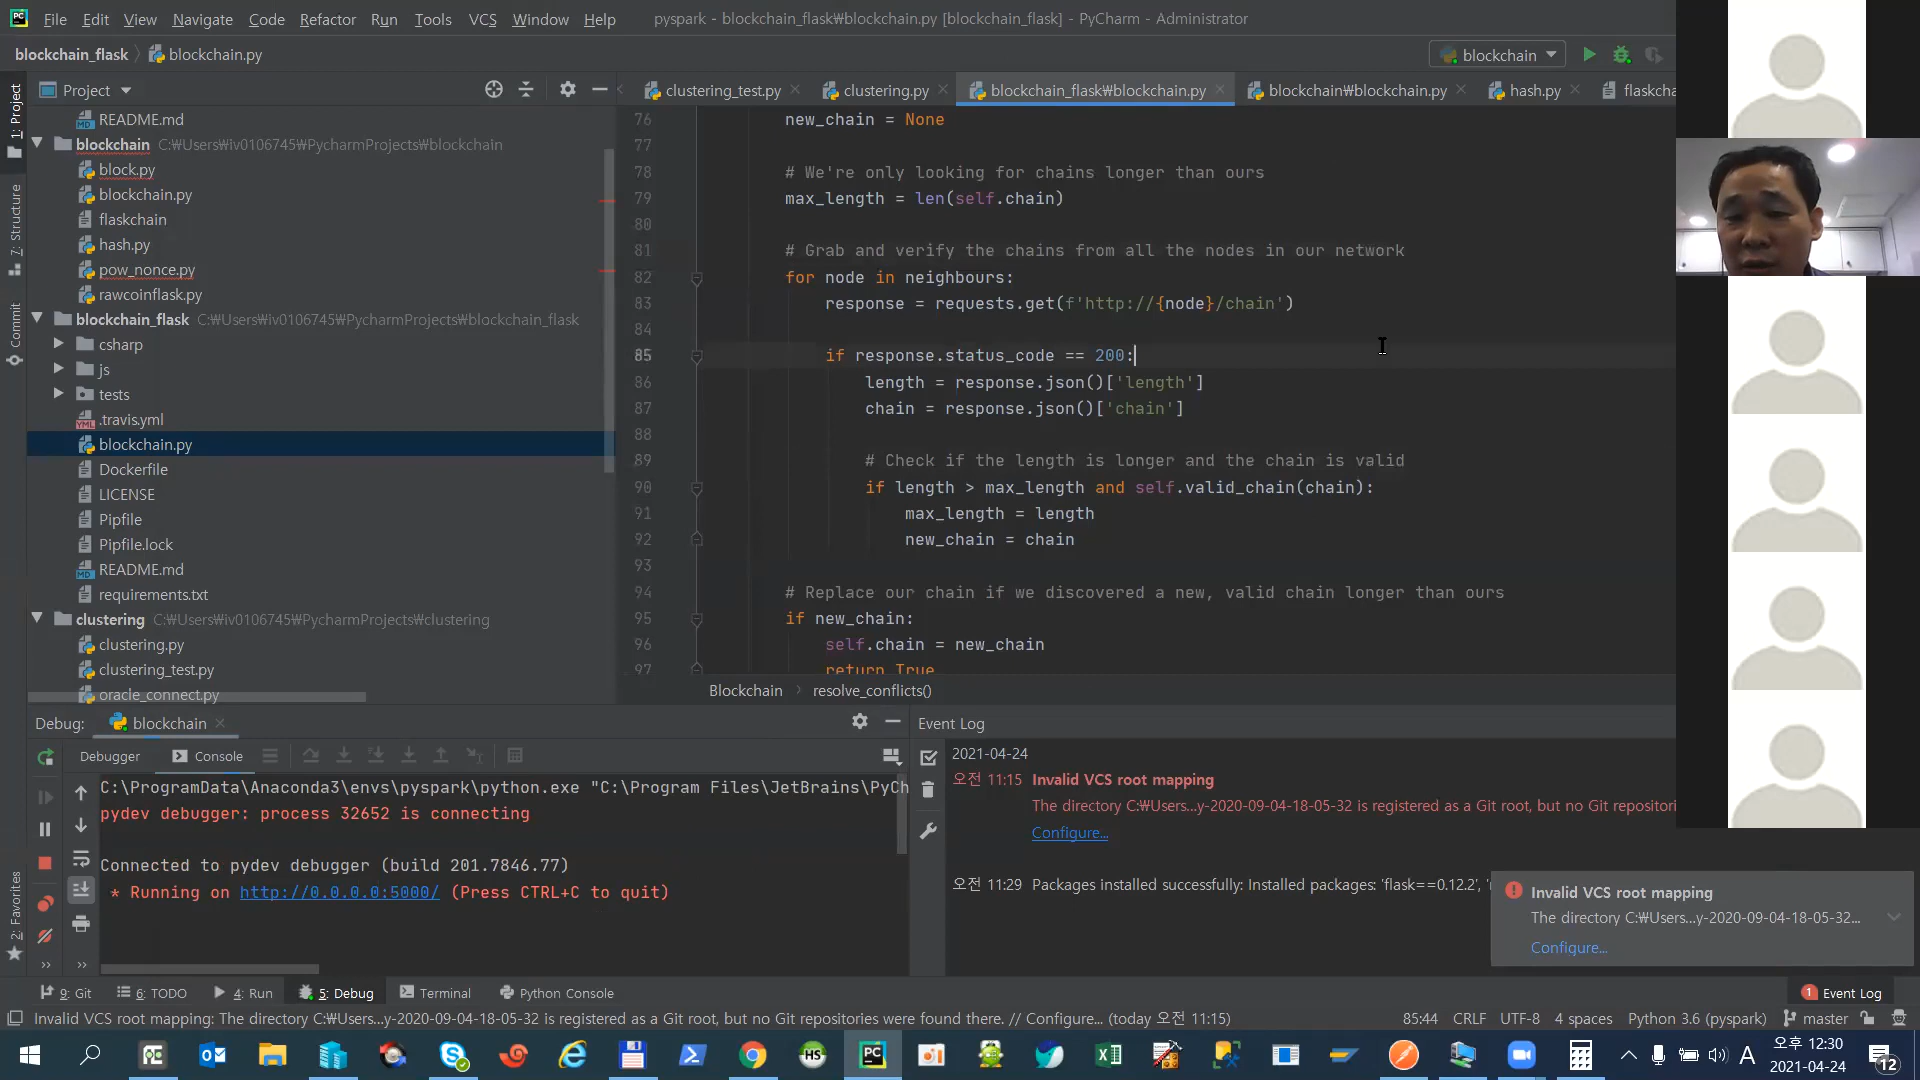 File Edit View Navigate Code Refactor Run Tools VCS Window Help pyspark - blockchain_flask₩blockchain.py [blockchain_flask] - PyCharm - Administrator
blockchain_flask blockchain.py blockchain
Project
clustering_test.py clustering.py blockchain_flask₩blockchain.py blockchain₩blockchain.py hash.py flaskcha
1: Project
7: Structure
Commit
2: Favorites
README.md
blockchain C:₩Users₩iv0106745₩PycharmProjects₩blockchain
block.py
blockchain.py
flaskchain
hash.py
pow_nonce.py
rawcoinflask.py
blockchain_flask C:₩Users₩iv0106745₩PycharmProjects₩blockchain_flask
csharp
js
tests
.travis.yml
blockchain.py
Dockerfile
LICENSE
Pipfile
Pipfile.lock
README.md
requirements.txt
clustering C:₩Users₩iv0106745₩PycharmProjects₩clustering
clustering.py
clustering_test.py
oracle_connect.py
76 new_chain = None
77
78 # We're only looking for chains longer than ours
79 max_length = len(self.chain)
80
81 # Grab and verify the chains from all the nodes in our network
82 for node in neighbours:
83 response = requests.get(f'http://{node}/chain')
84
85 if response.status_code == 200:
86 length = response.json()['length']
87 chain = response.json()['chain']
88
89 # Check if the length is longer and the chain is valid
90 if length > max_length and self.valid_chain(chain):
91 max_length = length
92 new_chain = chain
93
94 # Replace our chain if we discovered a new, valid chain longer than ours
95 if new_chain:
96 self.chain = new_chain
97 return True
Blockchain resolve_conflicts()
Debug: blockchain
Debugger Console
C:\ProgramData\Anaconda3\envs\pyspark\python.exe "C:\Program Files\JetBrains\PyCh
pydev debugger: process 32652 is connecting
Connected to pydev debugger (build 201.7846.77)
* Running on http://0.0.0.0:5000/ (Press CTRL+C to quit)
Event Log
2021-04-24
오전 11:15 Invalid VCS root mapping
The directory C:₩Users...y-2020-09-04-18-05-32 is registered as a Git root, but no Git repositori
Configure...
오전 11:29 Packages installed successfully: Installed packages: 'flask==0.12.2',
Invalid VCS root mapping
The directory C:₩Users...y-2020-09-04-18-05-32...
Configure...
9: Git 6: TODO 4: Run 5: Debug Terminal Python Console 1 Event Log
Invalid VCS root mapping: The directory C:₩Users...y-2020-09-04-18-05-32 is registered as a Git root, but no Git repositories were found there. // Configure... (today 오전 11:15) 85:44 CRLF UTF-8 4 spaces Python 3.6 (pyspark) master
A 오후 12:30
2021-04-24
12